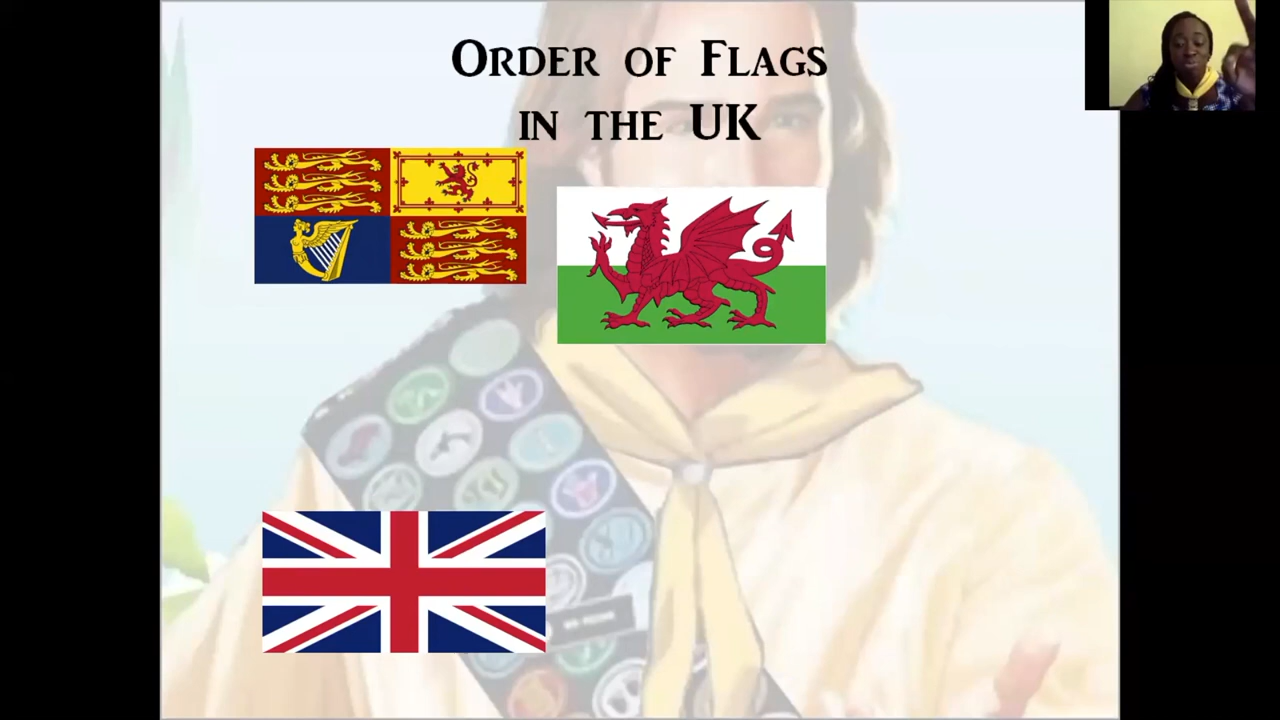 Order of Flags
in the UK